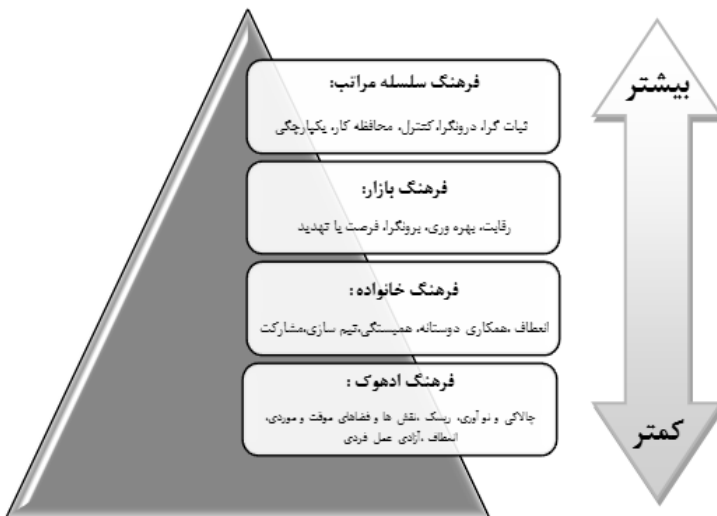 فرهنگ سلسله مراتب:
ثبات گرا، درونگرا، کنترل، محافظه کار، یکپارچگی
فرهنگ بازار:
رقابت، بهره وری، برونگرا، فرصت یا تهدید
فرهنگ خانواده :
انعطاف ،همکاری دوستانه، همبستگی،تیم سازی،مشارکت
فرهنگ ادهوک :
چالاکی و نو آوری، ریسک ،نقش ها و فضاهای موقت و موردی،
انعطاف ،آزادی عمل فردی
بیشتر
کمتر